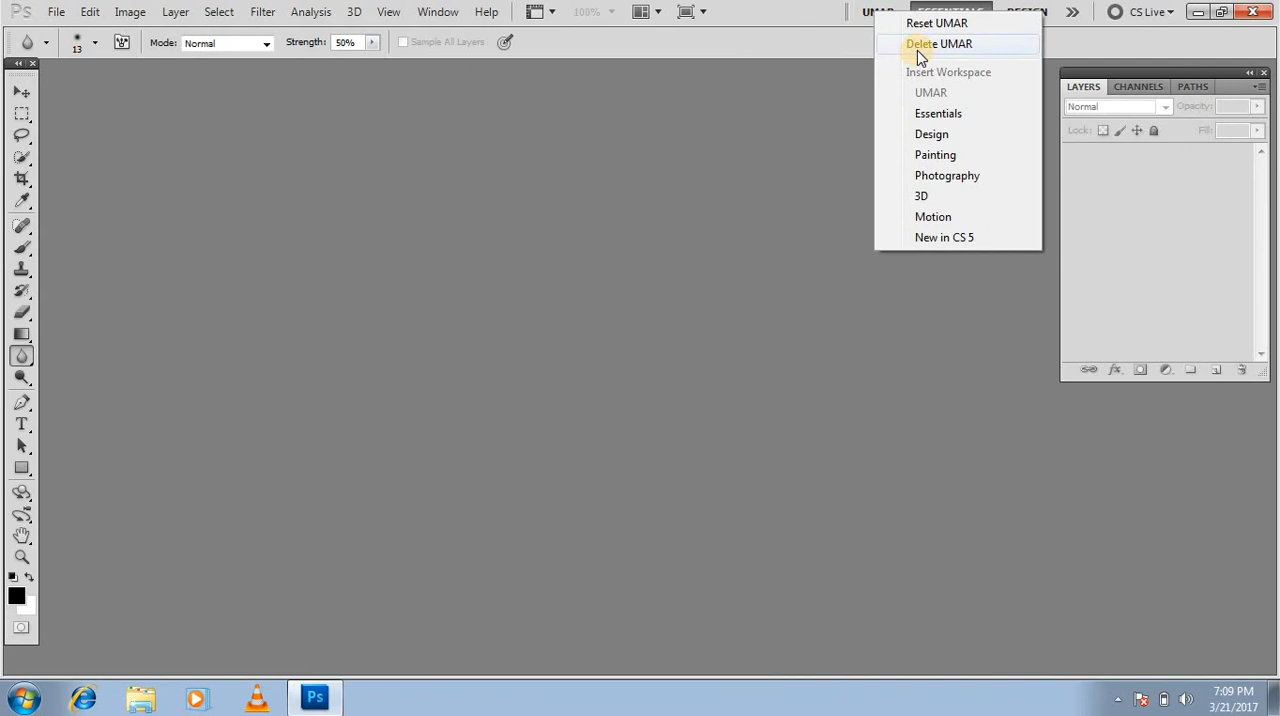 Ps File Edit Image Layer Select Filter Analysis 3D View Window Help 100% ESSENTIALS DESIGN CS Live
13 Mode: Normal Strength: 50% Sample All Layers
Reset UMAR
Delete UMAR
Insert Workspace
UMAR
Essentials
Design
Painting
Photography
3D
Motion
New in CS 5
LAYERS CHANNELS PATHS
Normal Opacity:
Lock: Fill:
T
fx
Ps
7:09 PM
3/21/2017